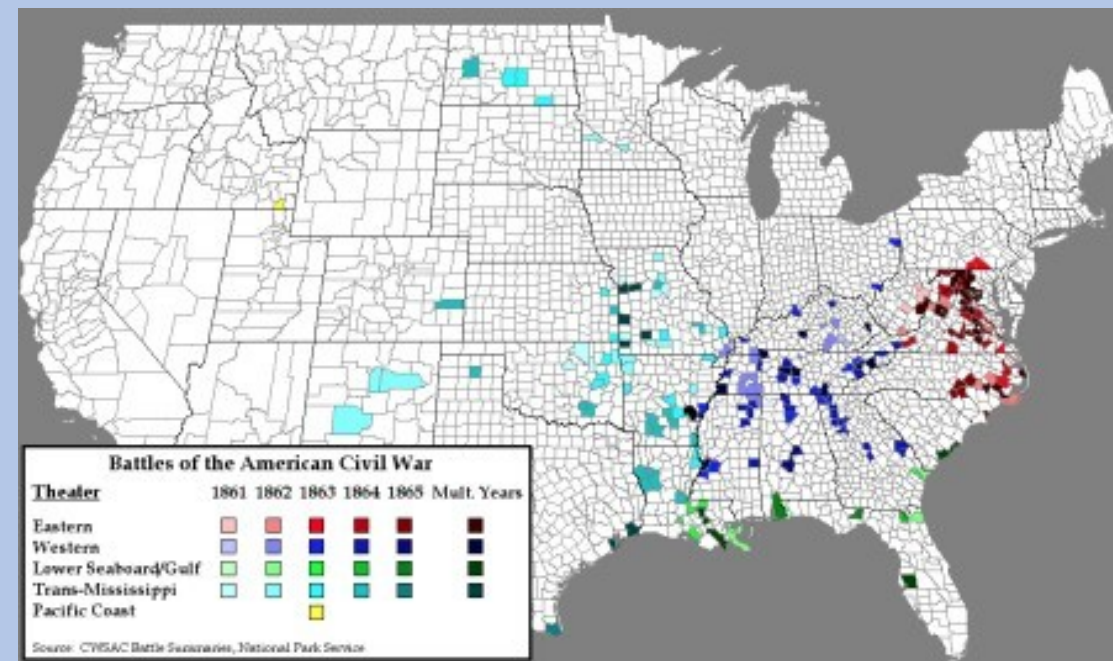 Battles of the American Civil War
Theater 1861 1862 1863 1864 1865 Mult. Years
Eastern
Western
Lower Seaboard/Gulf
Trans-Mississippi
Pacific Coast
Source: CWSAC Battle Summaries, National Park Service